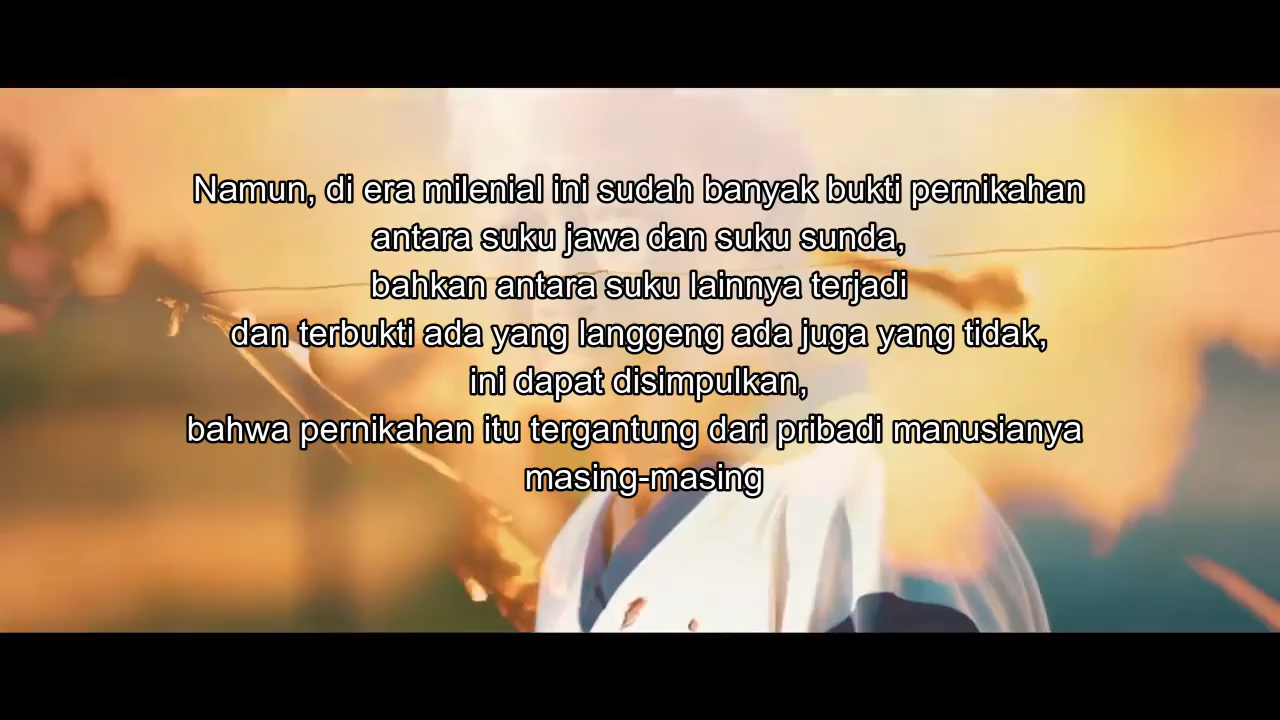 Namun, di era milenial ini sudah banyak bukti pernikahan
antara suku jawa dan suku sunda,
bahkan antara suku lainnya terjadi
dan terbukti ada yang langgeng ada juga yang tidak,
ini dapat disimpulkan,
bahwa pernikahan itu tergantung dari pribadi manusianya
masing-masing